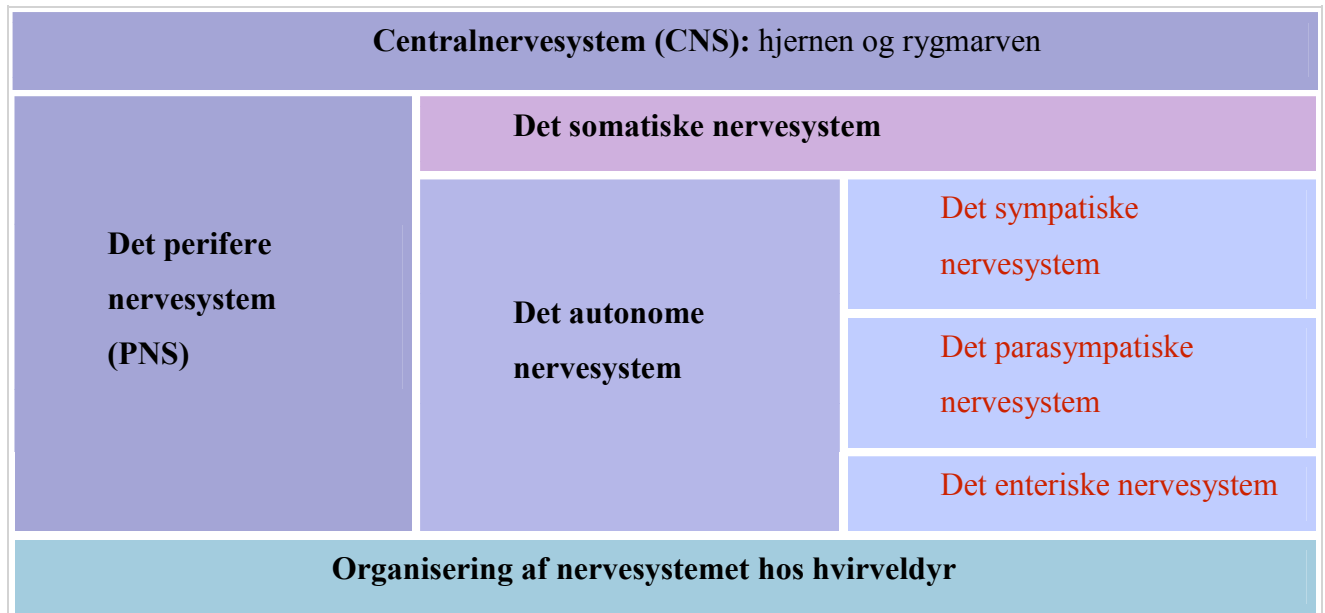 Centralnervesystem (CNS): hjernen og rygmarven
Det perifere
nervesystem
(PNS)
Det somatiske nervesystem
Det autonome
nervesystem
Det sympatiske
nervesystem
Det parasympatiske
nervesystem
Det enteriske nervesystem
Organisering af nervesystemet hos hvirveldyr